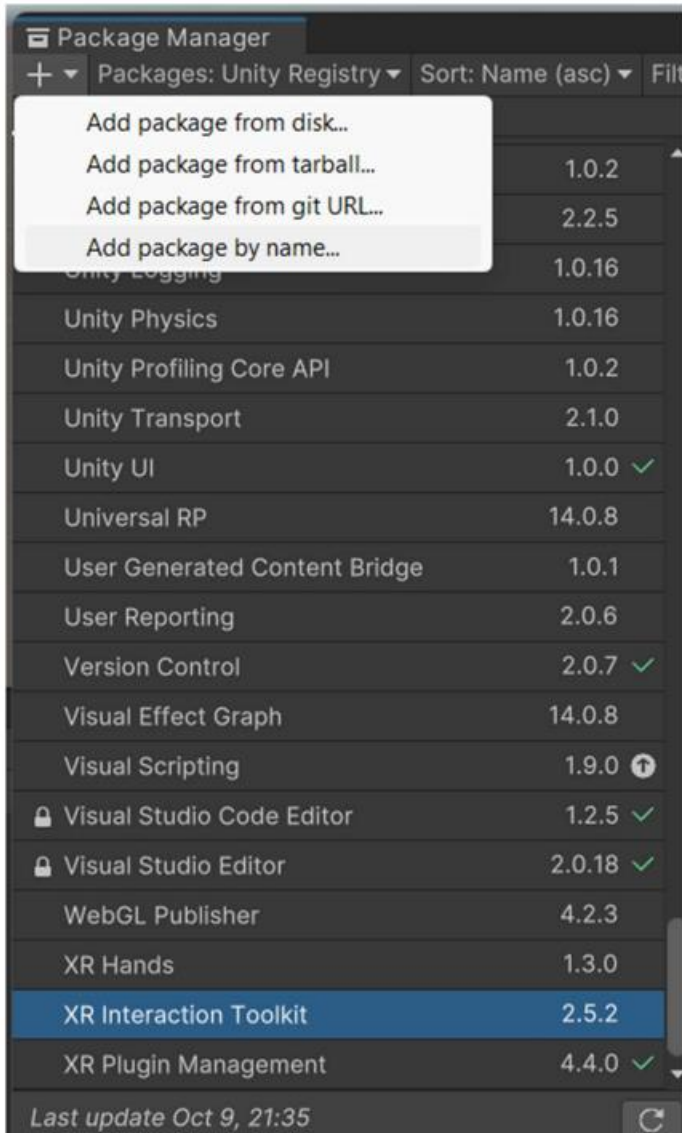 Package Manager
+ Packages: Unity Registry Sort: Name (asc) Filt
Add package from disk...
Add package from tarball...
Add package from git URL...
Add package by name...
1.0.2
2.2.5
Unity Logging 1.0.16
Unity Physics 1.0.16
Unity Profiling Core API 1.0.2
Unity Transport 2.1.0
Unity UI 1.0.0
Universal RP 14.0.8
User Generated Content Bridge 1.0.1
User Reporting 2.0.6
Version Control 2.0.7
Visual Effect Graph 14.0.8
Visual Scripting 1.9.0
Visual Studio Code Editor 1.2.5
Visual Studio Editor 2.0.18
WebGL Publisher 4.2.3
XR Hands 1.3.0
XR Interaction Toolkit 2.5.2
XR Plugin Management 4.4.0
Last update Oct 9, 21:35